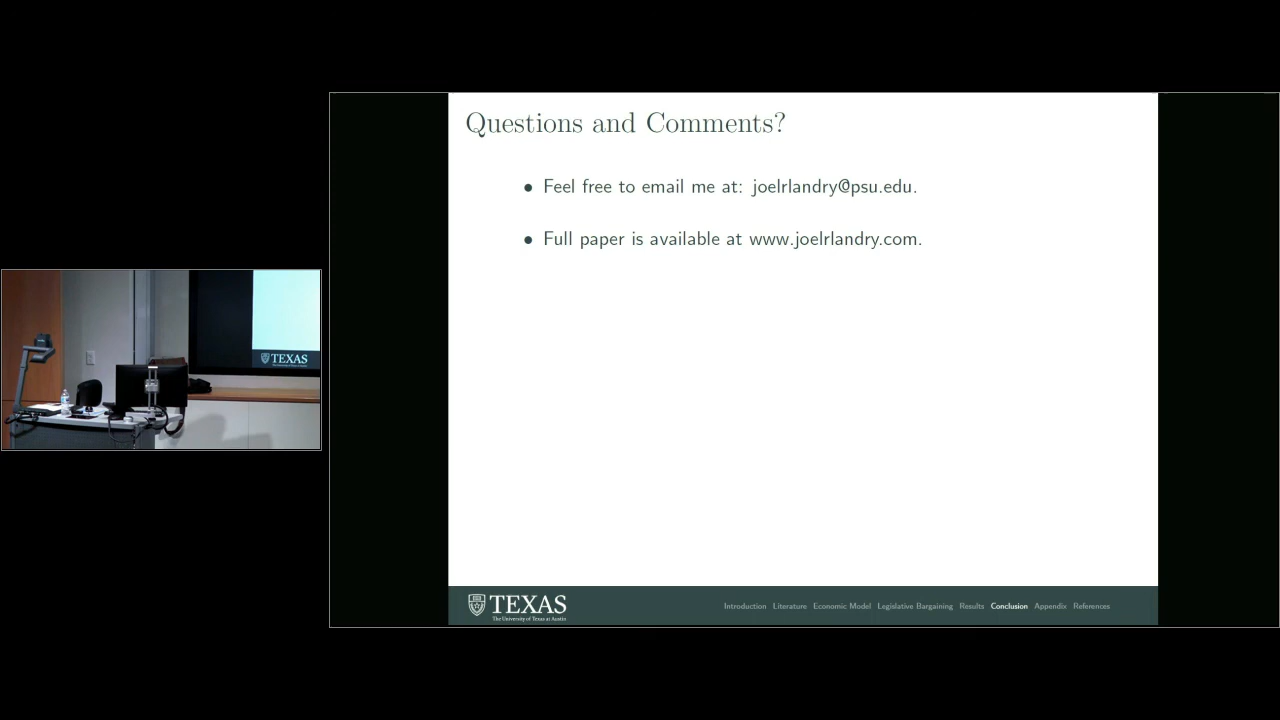 Questions and Comments?
Feel free to email me at: joelrlandry@psu.edu.
Full paper is available at www.joelrlandry.com.
TEXAS
TEXAS
The University of Texas at Austin
Introduction Literature Economic Model Legislative Bargaining Results Conclusion Appendix References